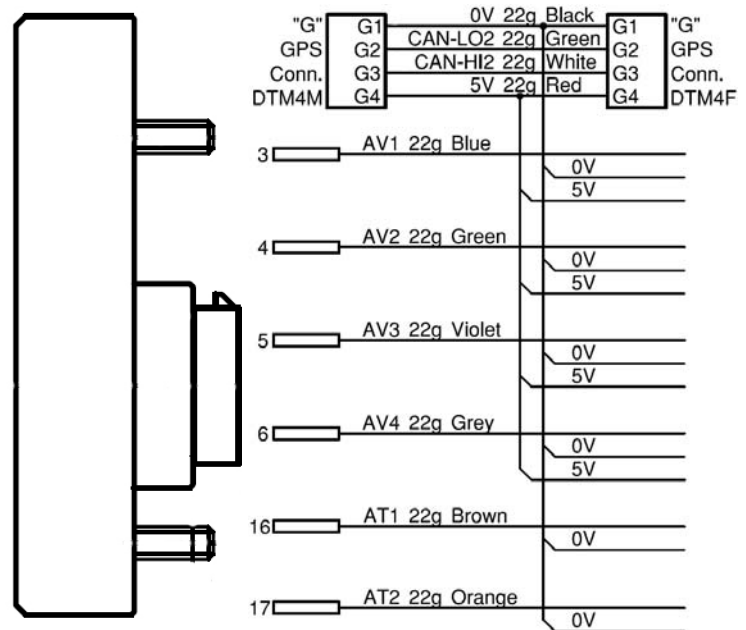 "G" G1 0V 22g Black G1 "G"
GPS G2 CAN-LO2 22g Green G2 GPS
Conn. G3 CAN-HI2 22g White G3 Conn.
DTM4M G4 5V 22g Red G4 DTM4F
3 AV1 22g Blue
0V
5V
4 AV2 22g Green
0V
5V
5 AV3 22g Violet
0V
5V
6 AV4 22g Grey
0V
5V
16 AT1 22g Brown
0V
17 AT2 22g Orange
0V